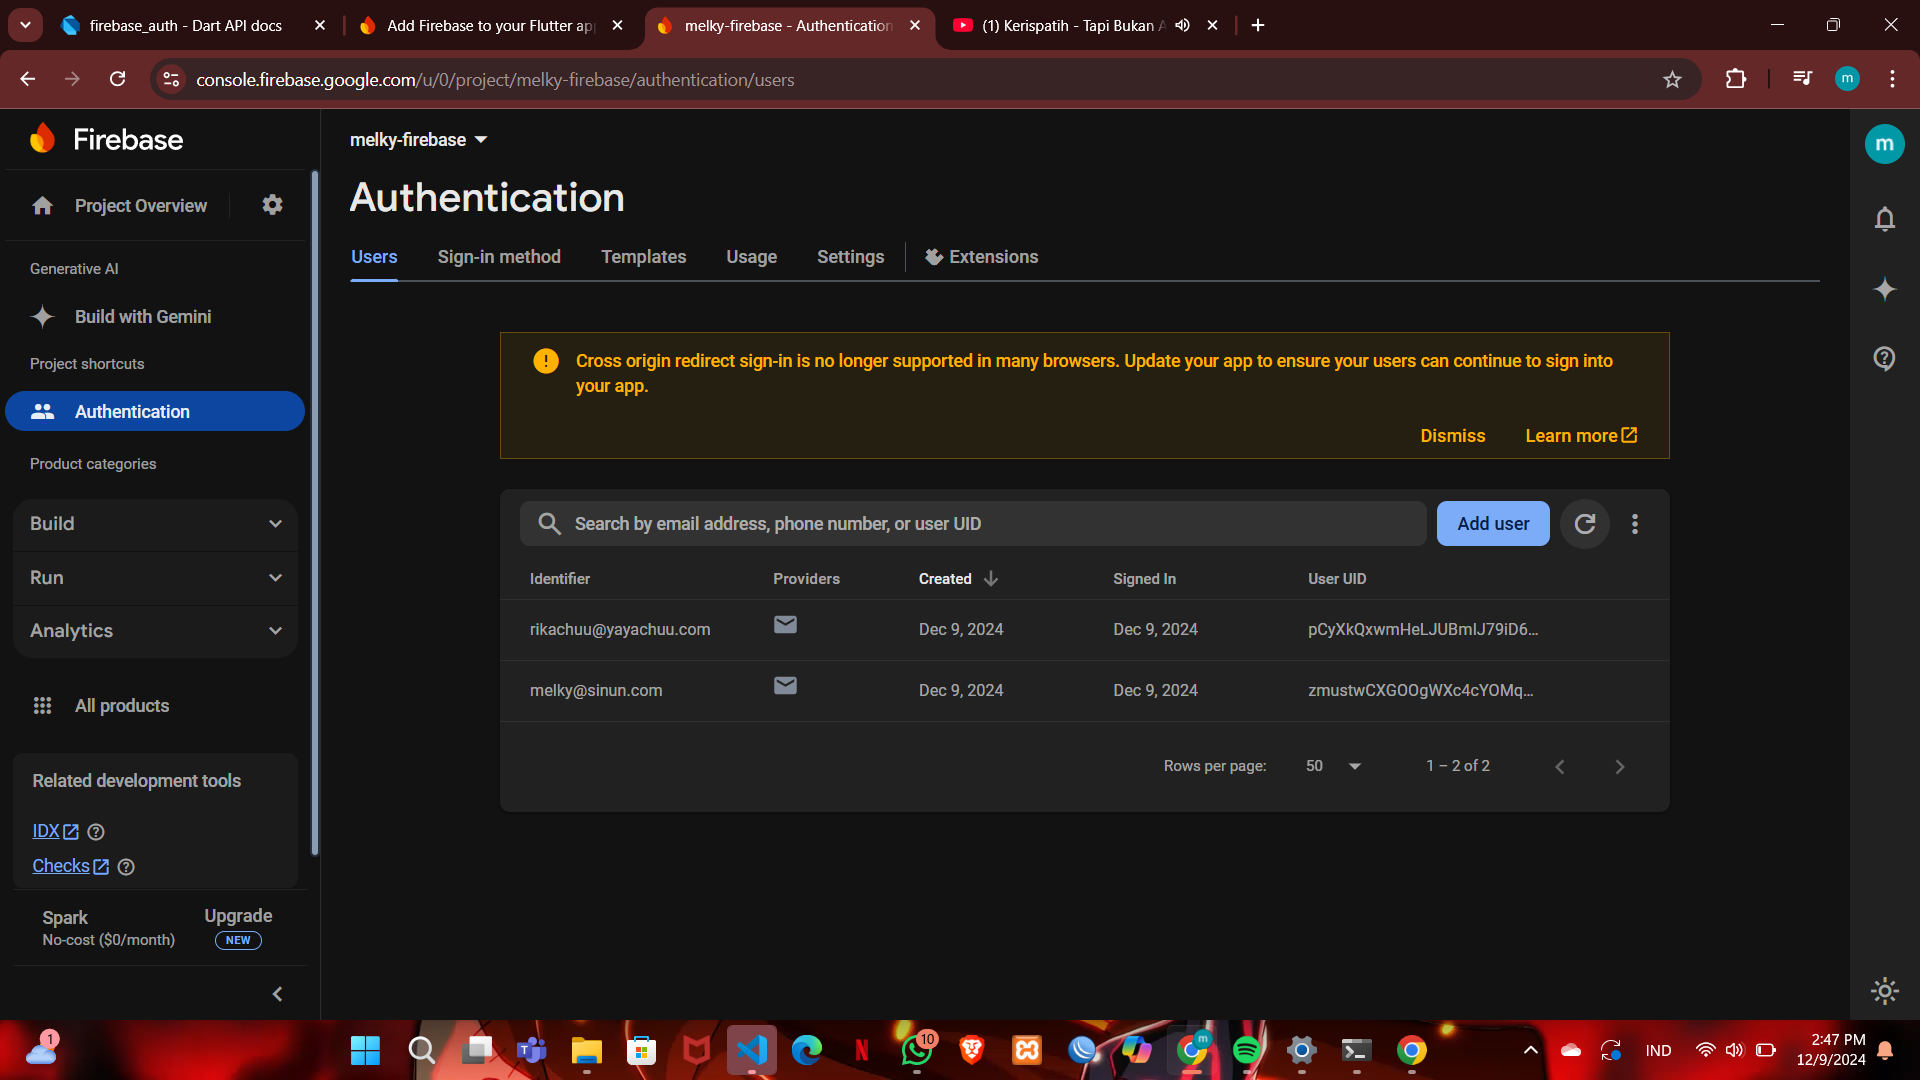 firebase_auth - Dart API docs
Add Firebase to your Flutter ap
melky-firebase - Authentication
(1) Kerispatih - Tapi Bukan A
console.firebase.google.com/u/0/project/melky-firebase/authentication/users
m
Firebase
melky-firebase
m
Authentication
Project Overview
Users
Sign-in method
Templates
Usage
Settings
Extensions
Generative AI
Build with Gemini
Project shortcuts
Authentication
Product categories
Build
Run
Analytics
All products
Related development tools
IDX
Checks
Spark
No-cost ($0/month)
Upgrade
NEW
Cross origin redirect sign-in is no longer supported in many browsers. Update your app to ensure your users can continue to sign into
your app.
Dismiss
Learn more
Search by email address, phone number, or user UID
Add user
Identifier
Providers
Created
Signed In
User UID
rikachuu@yayachuu.com
Dec 9, 2024
Dec 9, 2024
pCyXkQxwmHeLJUBmIJ79iD6...
melky@sinun.com
Dec 9, 2024
Dec 9, 2024
zmustwCXGOOgWXc4cYOMq...
Rows per page:
50
1 – 2 of 2
1
10
m
IND
2:47 PM
12/9/2024